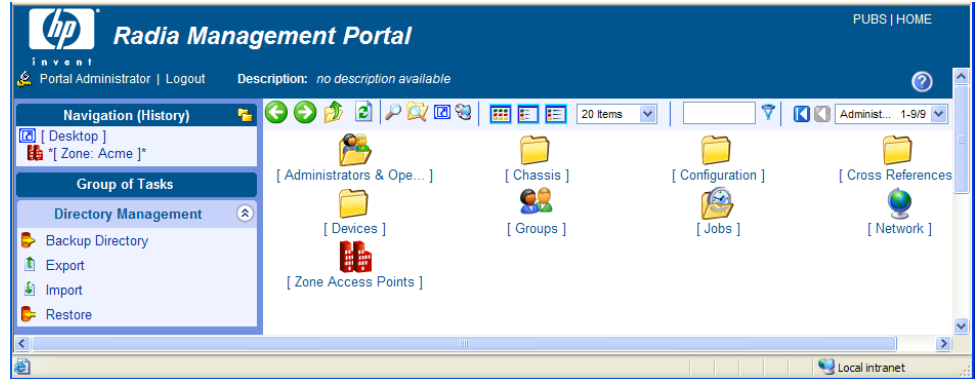 hp
invent
Radia Management Portal
PUBS | HOME
Portal Administrator | Logout
Description: no description available
Navigation (History)
[ Desktop ]
*[ Zone: Acme ]*
Group of Tasks
Directory Management
Backup Directory
Export
Import
Restore
20 Items
Administ... 1-9/9
[ Administrators & Ope... ]
[ Chassis ]
[ Configuration ]
[ Cross References
[ Devices ]
[ Groups ]
[ Jobs ]
[ Network ]
[ Zone Access Points ]
Local intranet